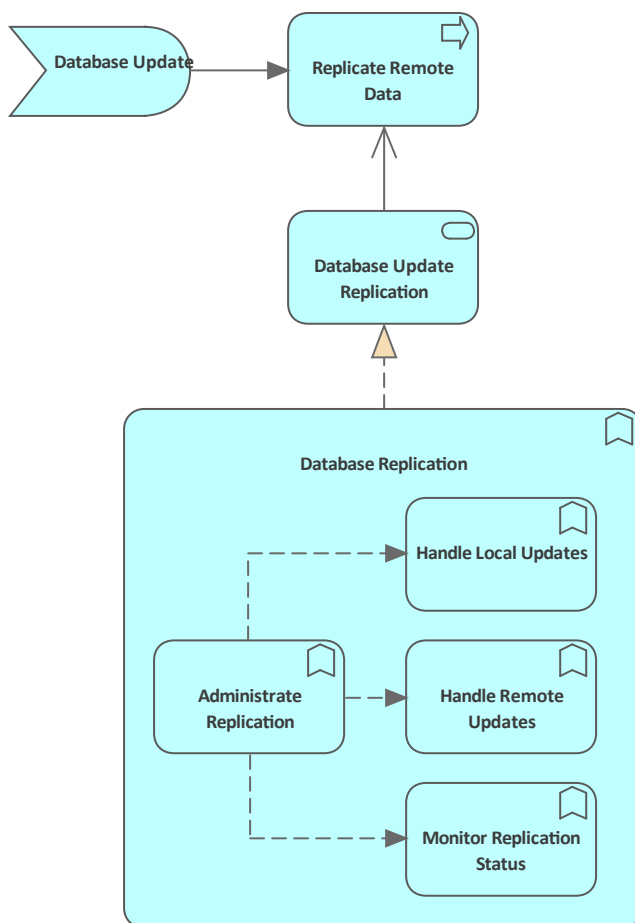 Database Update
Replicate Remote
Data
Database Update
Replication
Database Replication
Handle Local Updates
Administrate
Replication
Handle Remote
Updates
Monitor Replication
Status